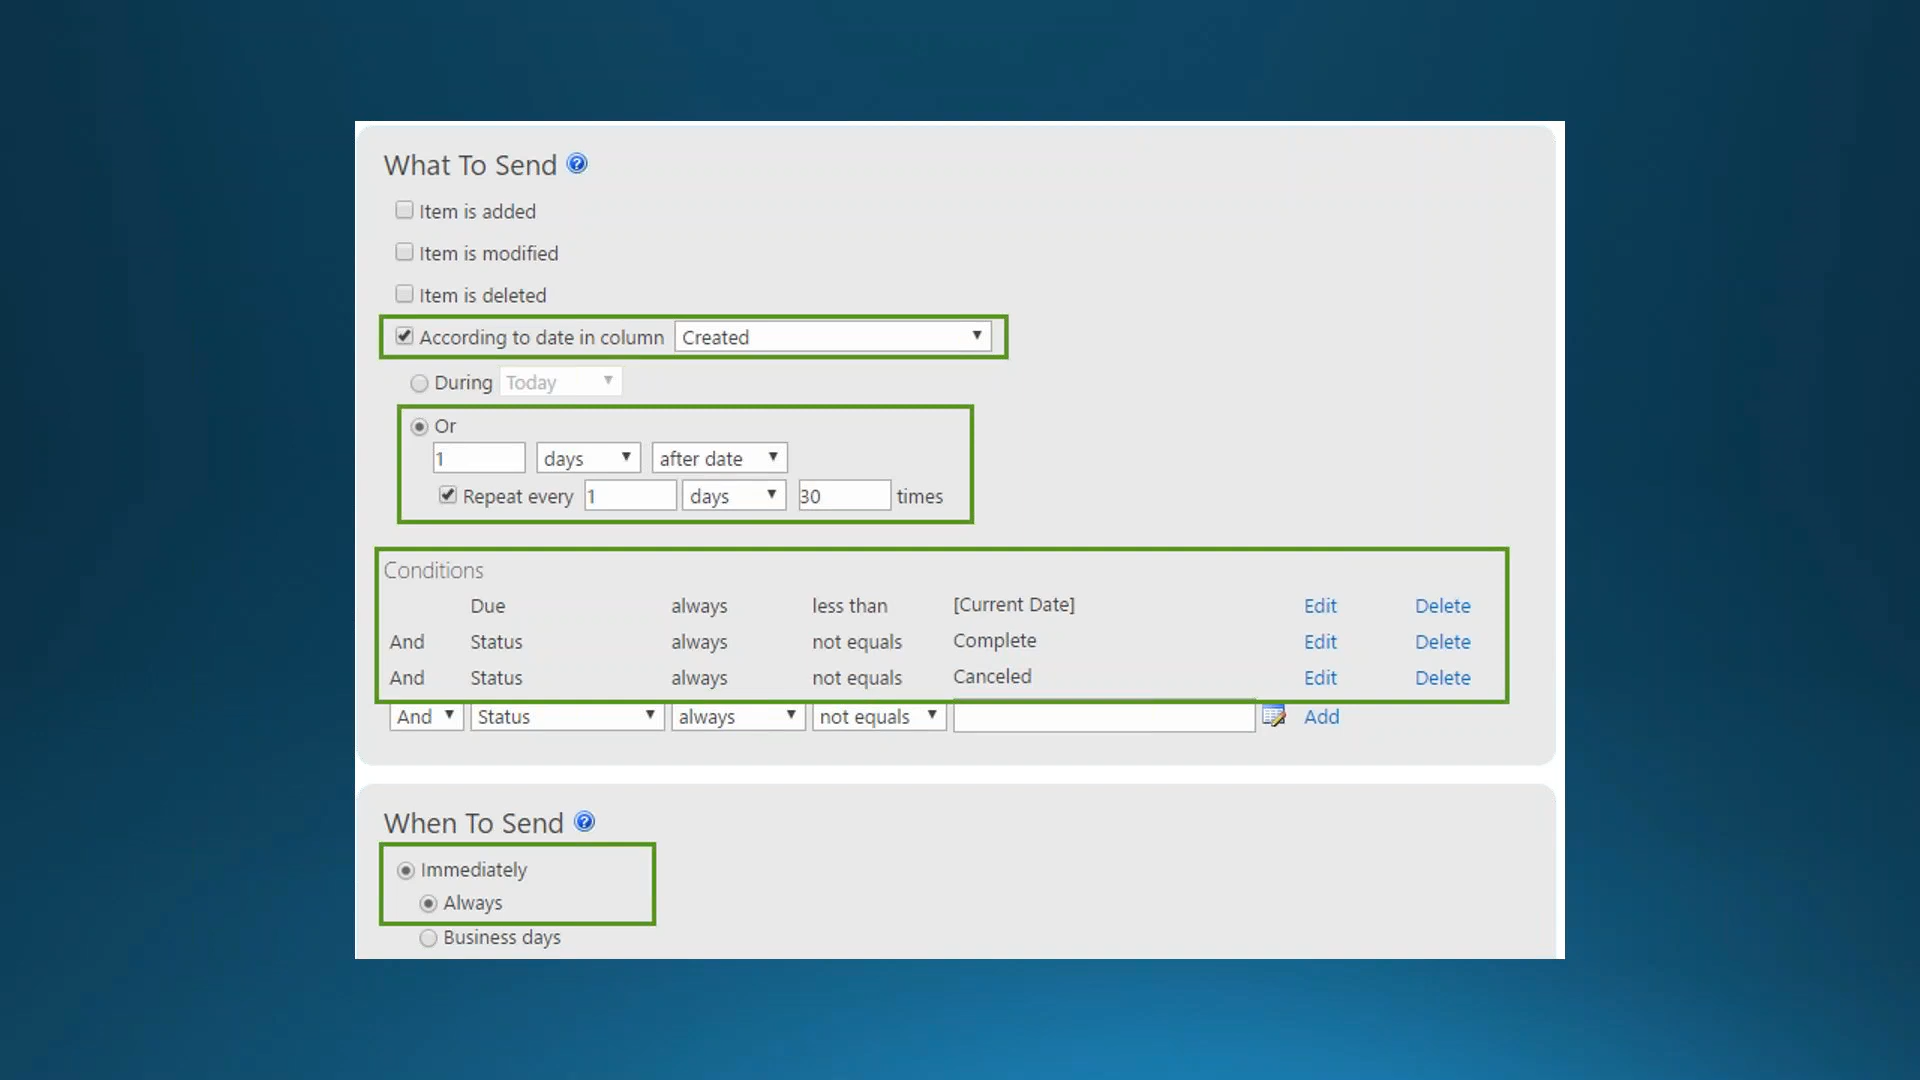 What To Send
Item is added
Item is modified
Item is deleted
According to date in column Created
During Today
Or
1 days after date
Repeat every 1 days 30 times
Conditions
Due always less than [Current Date] Edit Delete
And Status always not equals Complete Edit Delete
And Status always not equals Canceled Edit Delete
And Status always not equals Add
When To Send
Immediately
Always
Business days